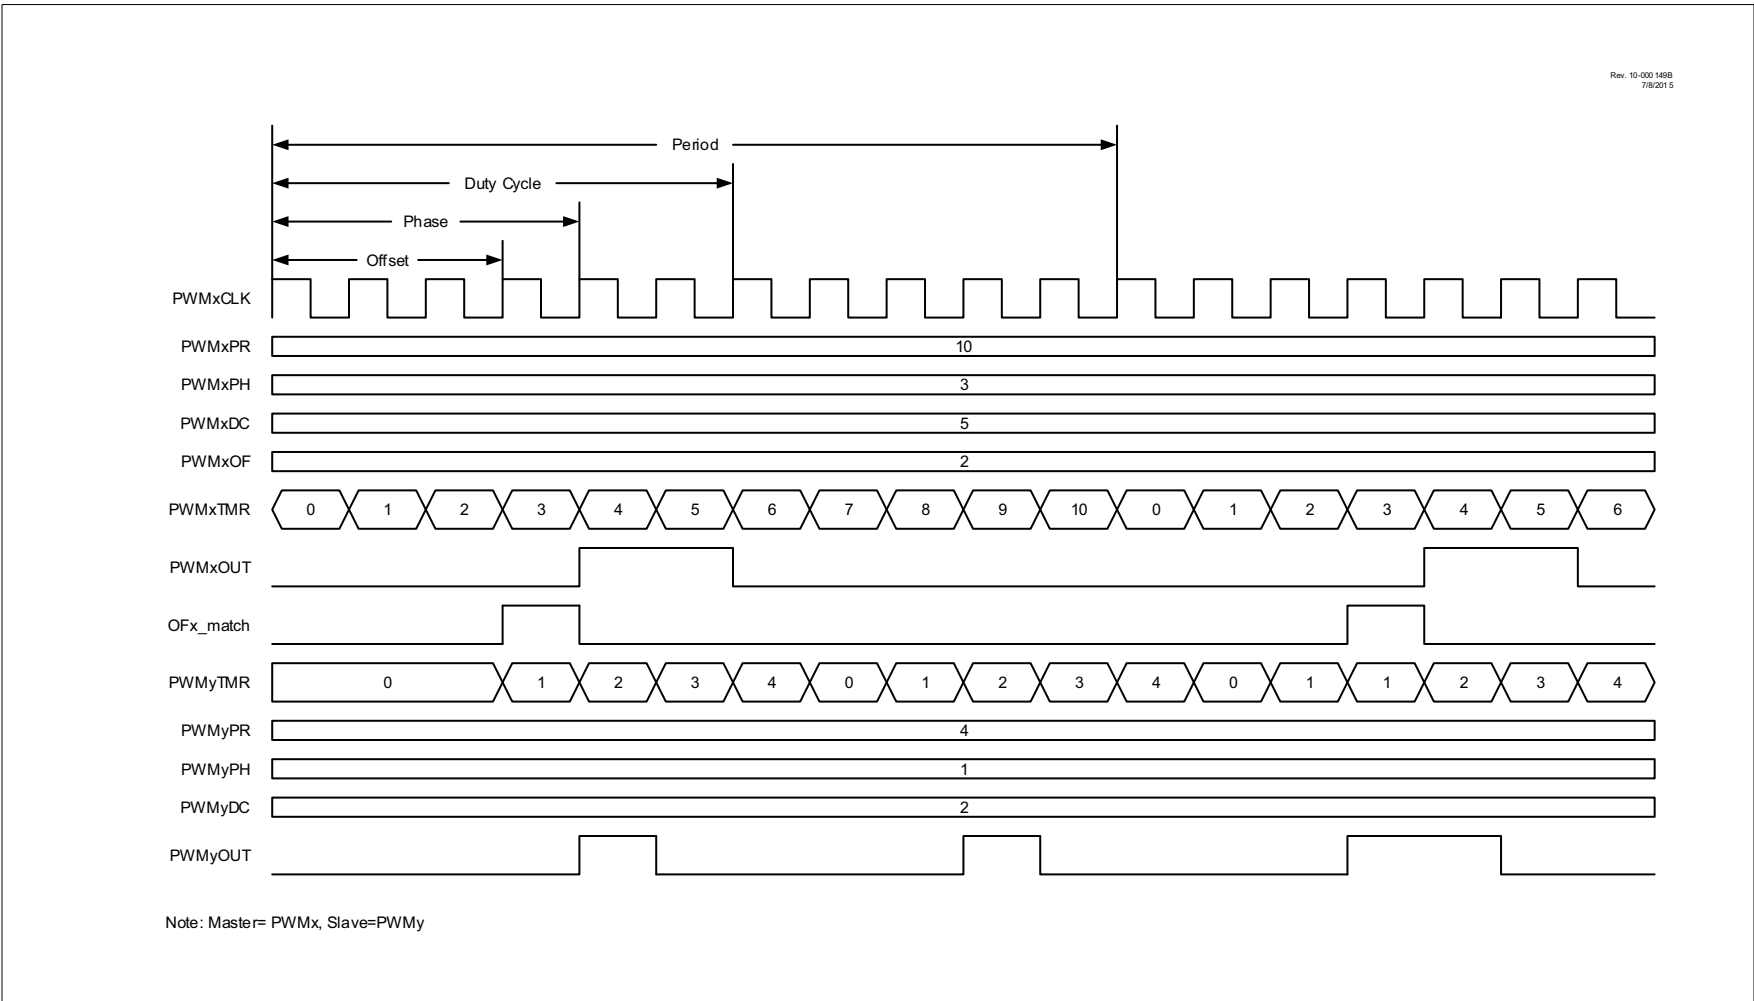 Rev. 10-000 149B
7/8/201 5
Period
Duty Cycle
Phase
Offset
PWMxCLK
PWMxPR 10
PWMxPH 3
PWMxDC 5
PWMxOF 2
PWMxTMR 0 1 2 3 4 5 6 7 8 9 10 0 1 2 3 4 5 6
PWMxOUT
OFx_match
PWMyTMR 0 1 2 3 4 0 1 2 3 4 0 1 1 2 3 4
PWMyPR 4
PWMyPH 1
PWMyDC 2
PWMyOUT
Note: Master= PWMx, Slave=PWMy